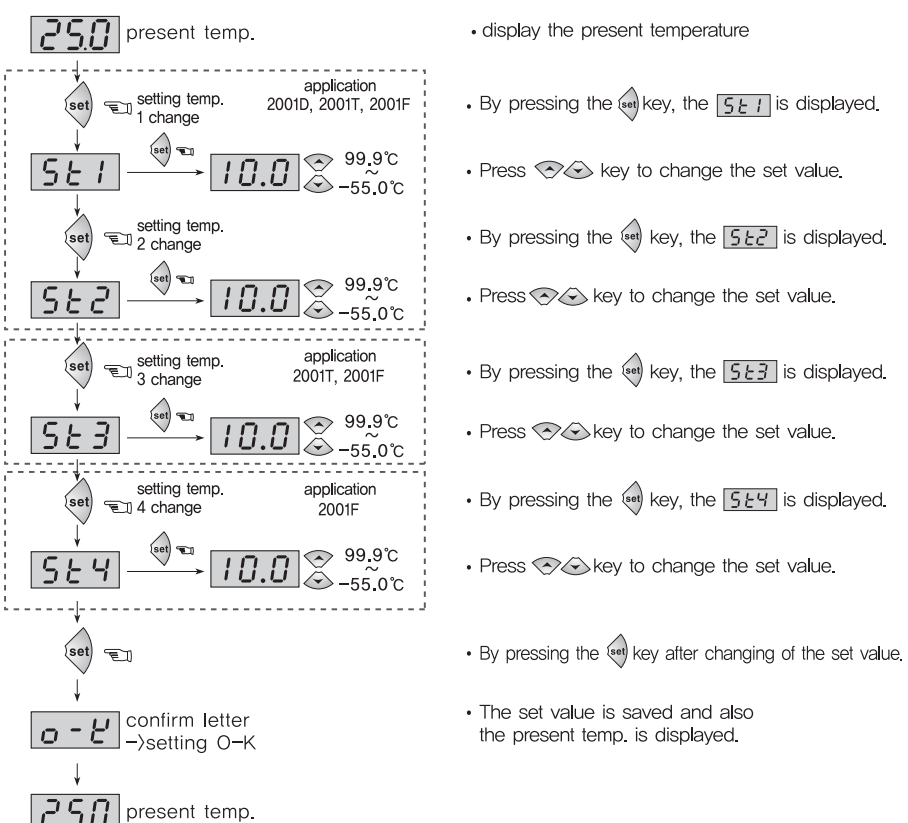 25.0 present temp.
• display the present temperature
set setting temp.
1 change
application
2001D, 2001T, 2001F
• By pressing the set key, the St1 is displayed.
set
St1 10.0 99.9℃
~
-55.0℃
• Press key to change the set value.
set setting temp.
2 change
• By pressing the set key, the St2 is displayed.
set
St2 10.0 99.9℃
~
-55.0℃
• Press key to change the set value.
set setting temp.
3 change
application
2001T, 2001F
• By pressing the set key, the St3 is displayed.
set
St3 10.0 99.9℃
~
-55.0℃
• Press key to change the set value.
set setting temp.
4 change
application
2001F
• By pressing the set key, the St4 is displayed.
set
St4 10.0 99.9℃
~
-55.0℃
• Press key to change the set value.
set
• By pressing the set key after changing of the set value.
o-k confirm letter
->setting O-K
• The set value is saved and also
the present temp. is displayed.
25.0 present temp.